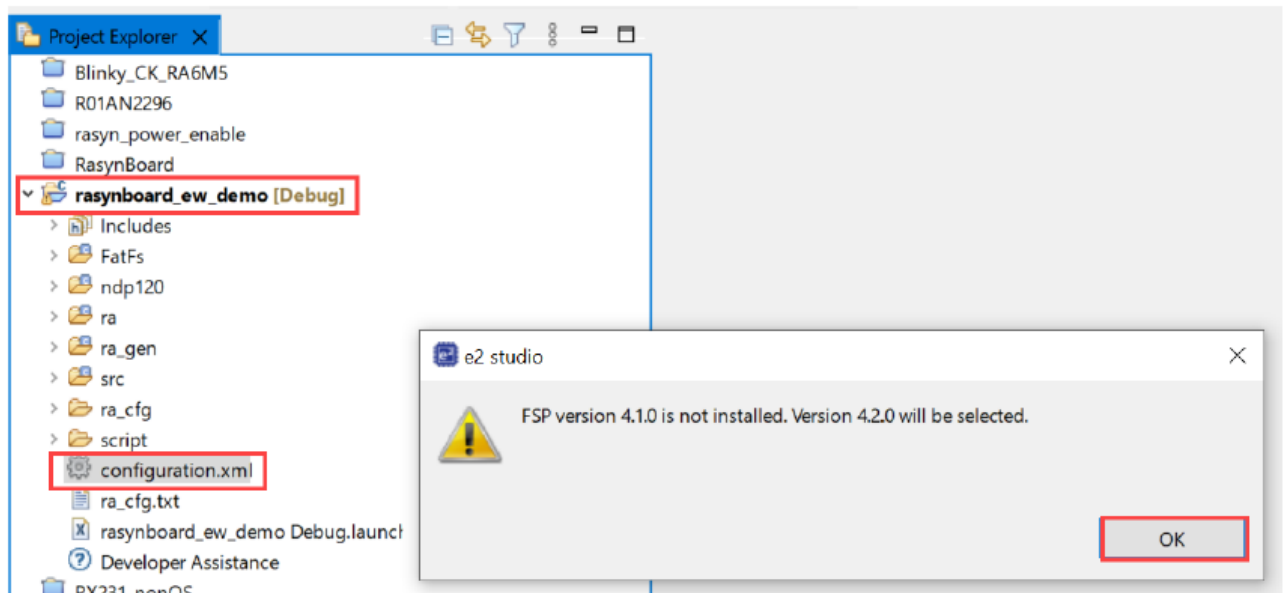 Project Explorer
Blinky_CK_RA6M5
R01AN2296
rasyn_power_enable
RasynBoard
rasynboard_ew_demo [Debug]
Includes
FatFs
ndp120
ra
ra_gen
src
ra_cfg
script
configuration.xml
ra_cfg.txt
rasynboard_ew_demo Debug.launch
Developer Assistance
RX231_nonOS
e2 studio
FSP version 4.1.0 is not installed. Version 4.2.0 will be selected.
OK